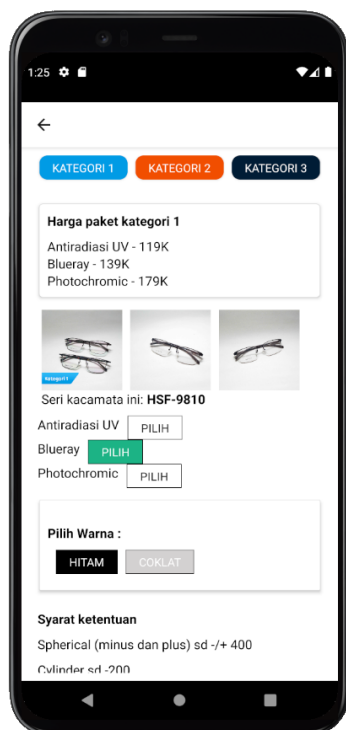 1:25
KATEGORI 1 KATEGORI 2 KATEGORI 3
Harga paket kategori 1
Antiradiasi UV - 119K
Blueray - 139K
Photochromic - 179K
Kategori 1
Seri kacamata ini: HSF-9810
Antiradiasi UV PILIH
Blueray PILIH
Photochromic PILIH
Pilih Warna :
HITAM COKLAT
Syarat ketentuan
Spherical (minus dan plus) sd -/+ 400
Cylinder sd -200